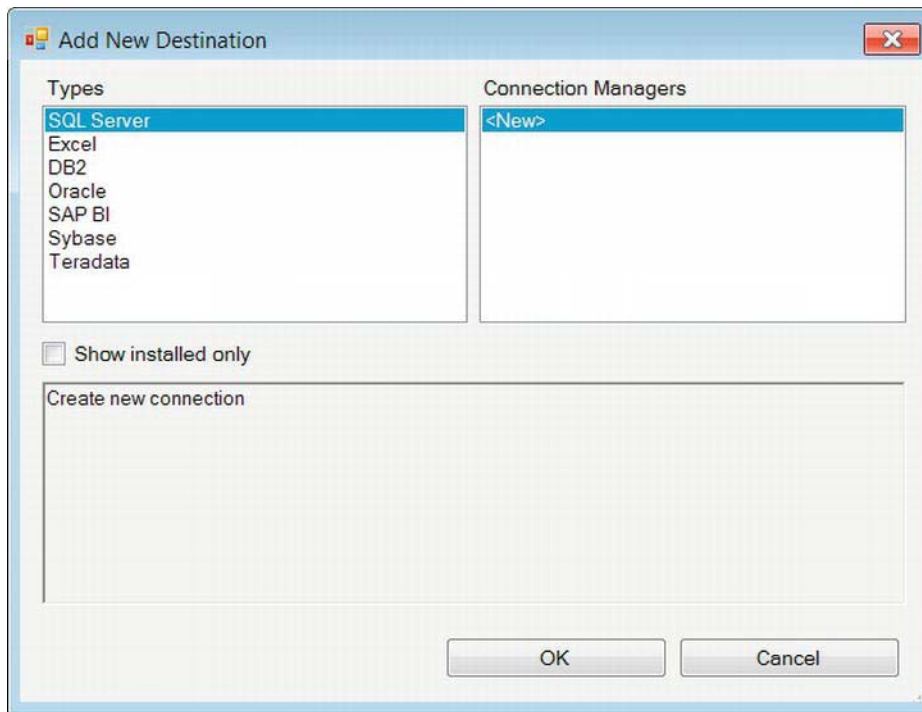 Add New Destination
Types
SQL Server
Excel
DB2
Oracle
SAP BI
Sybase
Teradata
Connection Managers
<New>
Show installed only
Create new connection
OK
Cancel